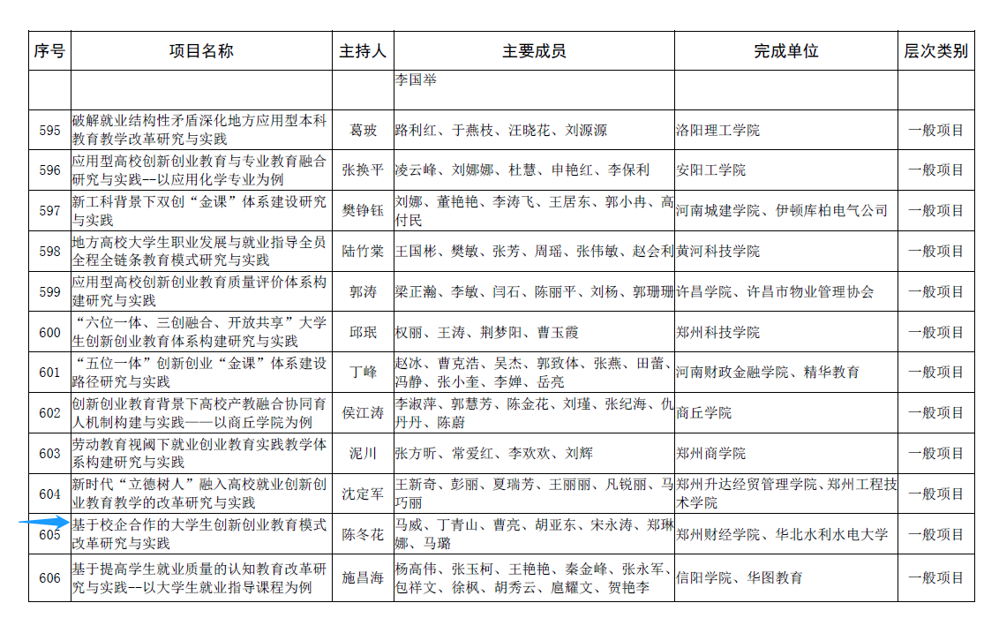 序号 项目名称 主持人 主要成员 完成单位 层次类别
李国举
595 破解就业结构性矛盾深化地方应用型本科 葛玻 路利红、于燕枝、汪晓花、刘源源 洛阳理工学院 一般项目
教育教学改革研究与实践
596 应用型高校创新创业教育与专业教育融合 张换平 凌云峰、刘娜娜、杜慧、申艳红、李保利 安阳工学院 一般项目
研究与实践--以应用化学专业为例
597 新工科背景下双创“金课”体系建设研究 樊铮钰 刘娜、董艳艳、李涛飞、王居东、郭小冉、高 河南城建学院、伊顿库柏电气公司 一般项目
与实践 付民
598 地方高校大学生职业发展与就业指导全员 陆竹棠 王国彬、樊敏、张芳、周瑶、张伟敏、赵会利 黄河科技学院 一般项目
全程全链条教育模式研究与实践
599 应用型高校创新创业教育质量评价体系构 郭涛 梁正瀚、李敏、闫石、陈丽平、刘杨、郭珊珊 许昌学院、许昌市物业管理协会 一般项目
建研究与实践
600 “六位一体、三创融合、开放共享”大学 邱珉 权丽、王涛、荆梦阳、曹玉霞 郑州科技学院 一般项目
生创新创业教育体系构建研究与实践
601 “五位一体”创新创业“金课”体系建设 丁峰 赵冰、曹克浩、吴杰、郭致体、张燕、田蕾、 河南财政金融学院、精华教育 一般项目
路径研究与实践 冯静、张小奎、李婵、岳亮
602 创新创业教育背景下高校产教融合协同育 侯江涛 李淑萍、郭慧芳、陈金花、刘瑾、张纪海、仇 商丘学院 一般项目
人机制构建与实践——以商丘学院为例 丹丹、陈蔚
603 劳动教育视阈下就业创业教育实践教学体 泥川 张方昕、常爱红、李欢欢、刘辉 郑州商学院 一般项目
系构建研究与实践
604 新时代“立德树人”融入高校就业创新创 沈定军 王新奇、彭丽、夏瑞芳、王丽丽、凡锐丽、马 郑州升达经贸管理学院、郑州工程技 一般项目
业教育教学的改革研究与实践 巧丽 术学院
605 基于校企合作的大学生创新创业教育模式 陈冬花 马威、丁青山、曹亮、胡亚东、宋永涛、郑琳 郑州财经学院、华北水利水电大学 一般项目
改革研究与实践 娜、马璐
606 基于提高学生就业质量的认知教育改革研 施昌海 杨高伟、张玉柯、王艳艳、秦金峰、张永军、 信阳学院、华图教育 一般项目
究与实践--以大学生就业指导课程为例 包祥文、徐枫、胡秀云、扈耀文、贺艳李